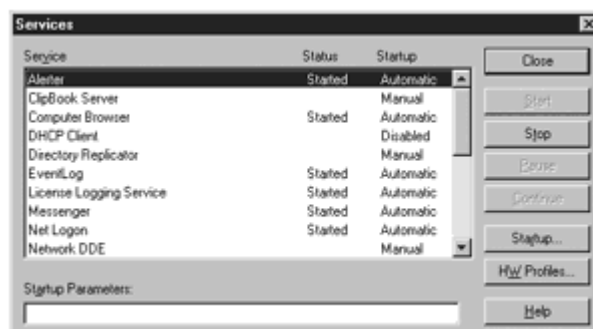 Services
Service Status Startup
Alerter Started Automatic
ClipBook Server Manual
Computer Browser Started Automatic
DHCP Client Disabled
Directory Replicator Manual
EventLog Started Automatic
License Logging Service Started Automatic
Messenger Started Automatic
Net Logon Started Automatic
Network DDE Manual
Startup Parameters:
Close
Start
Stop
Pause
Continue
Startup...
HW Profiles...
Help